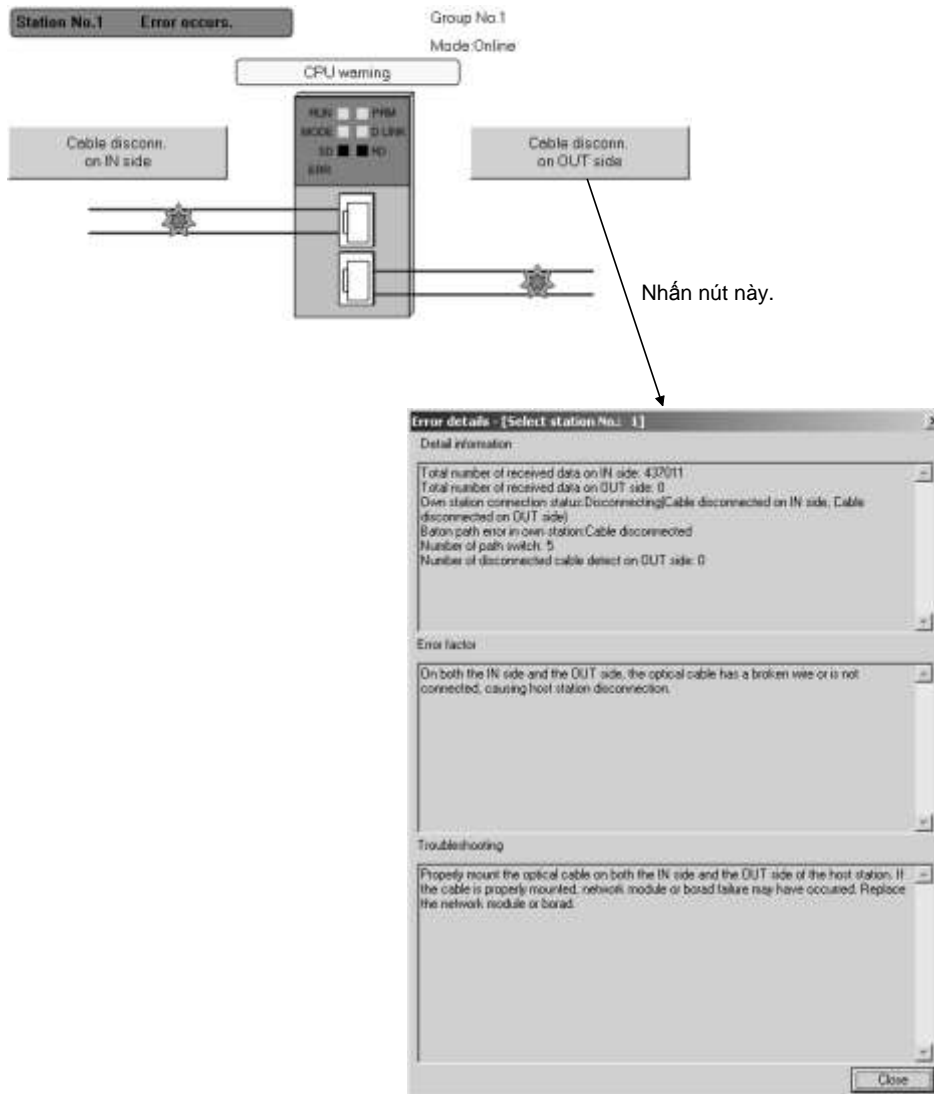 Station No.1 Error occurs.
Group No.1
Mode:Online
CPU warning
RUN PRM
MODE D LINK
SD RD
ERR
Cable disconn.
on IN side
Cable disconn.
on OUT side
Nhấn nút này.
Error details - [Select station No.: 1]
Detail information
Total number of received data on IN side: 437011
Total number of received data on OUT side: 0
Own station connection status:Disconnecting(Cable disconnected on IN side, Cable
disconnected on OUT side)
Baton path error in own station:Cable disconnected
Number of path switch: 5
Number of disconnected cable detect on OUT side: 0
Error factor
On both the IN side and the OUT side, the optical cable has a broken wire or is not
connected, causing host station disconnection.
Troubleshooting
Properly mount the optical cable on both the IN side and the OUT side of the host station. If
the cable is properly mounted, network module or borad failure may have occurred. Replace
the network module or borad.
Close